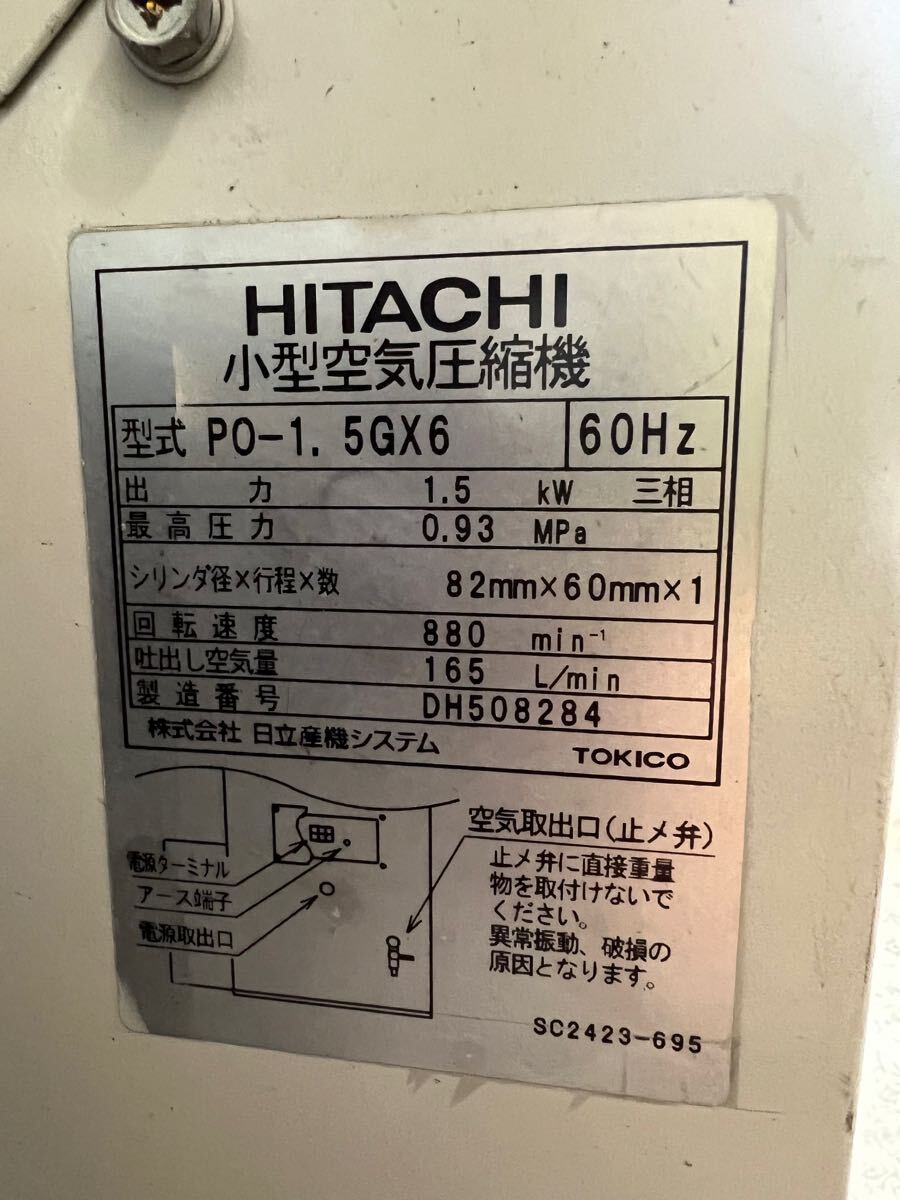 HITACHI
小型空気圧縮機
型式 PO-1.5GX6 60Hz
出力 1.5 kW 三相
最高圧力 0.93 MPa
シリンダ径×行程×数 82mm×60mm×1
回転速度 880 min⁻¹
吐出し空気量 165 L/min
製造番号 DH508284
株式会社 日立産機システム TOKICO
電源ターミナル
アース端子
電源取出口
空気取出口(止メ弁)
止メ弁に直接重量
物を取付けないで
ください。
異常振動、破損の
原因となります。
SC2423-695